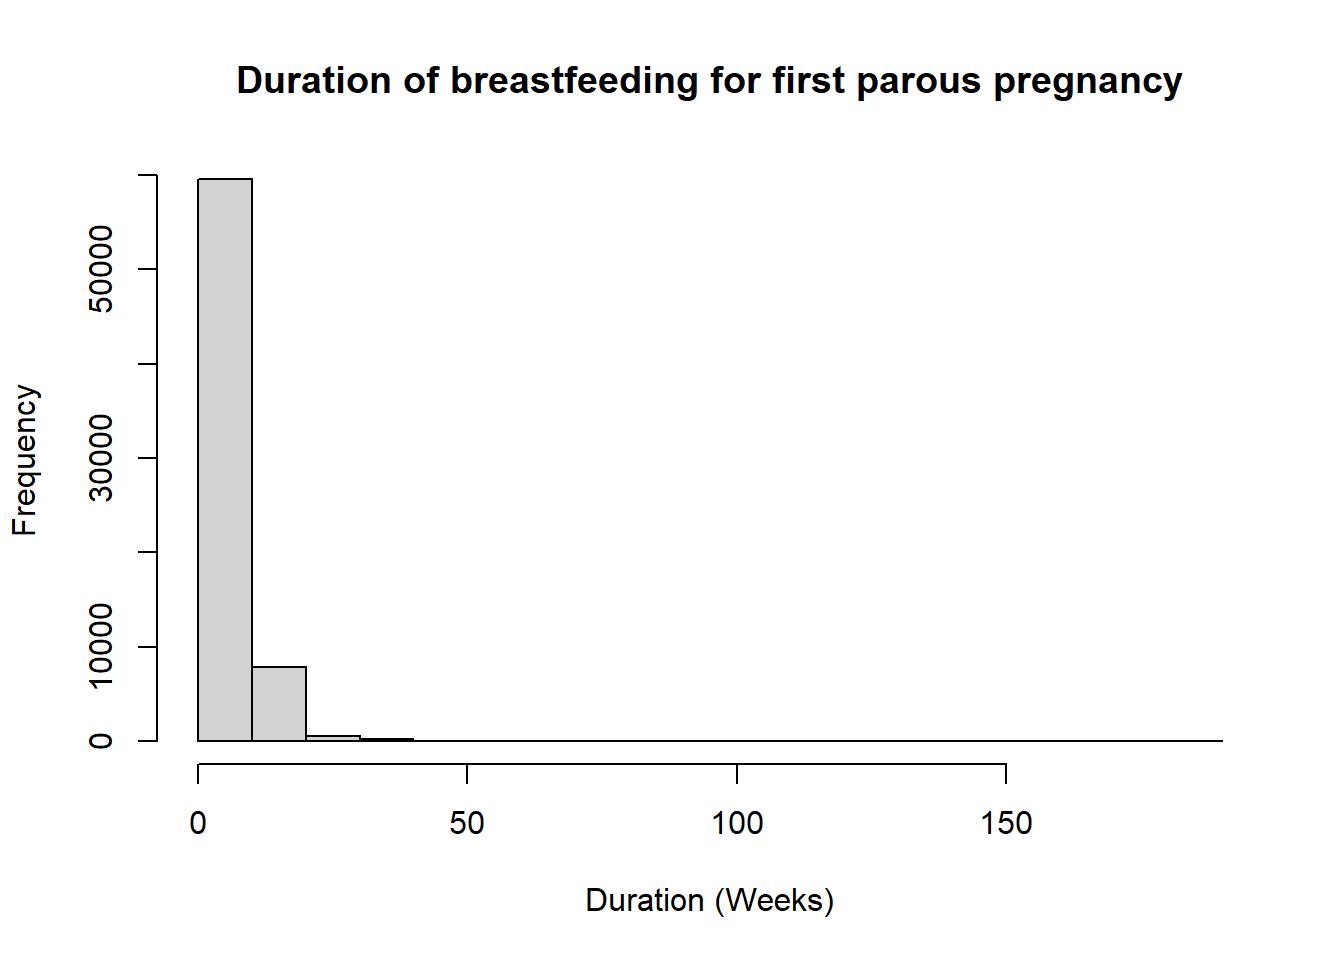 Duration of breastfeeding for first parous pregnancy
Frequency
50000
30000
10000
0
0 50 100 150
Duration (Weeks)